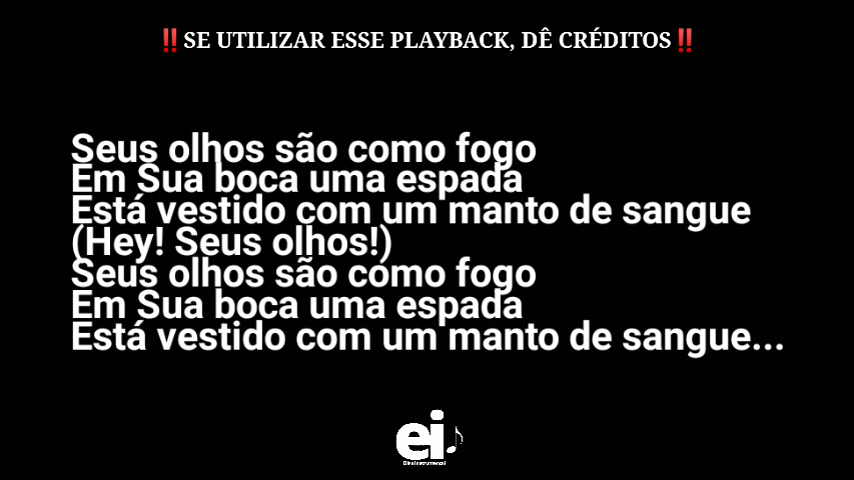 ‼️SE UTILIZAR ESSE PLAYBACK, DÊ CRÉDITOS‼️
Seus olhos são como fogo
Em Sua boca uma espada
Está vestido com um manto de sangue
(Hey! Seus olhos!)
Seus olhos são como fogo
Em Sua boca uma espada
Está vestido com um manto de sangue...
ei